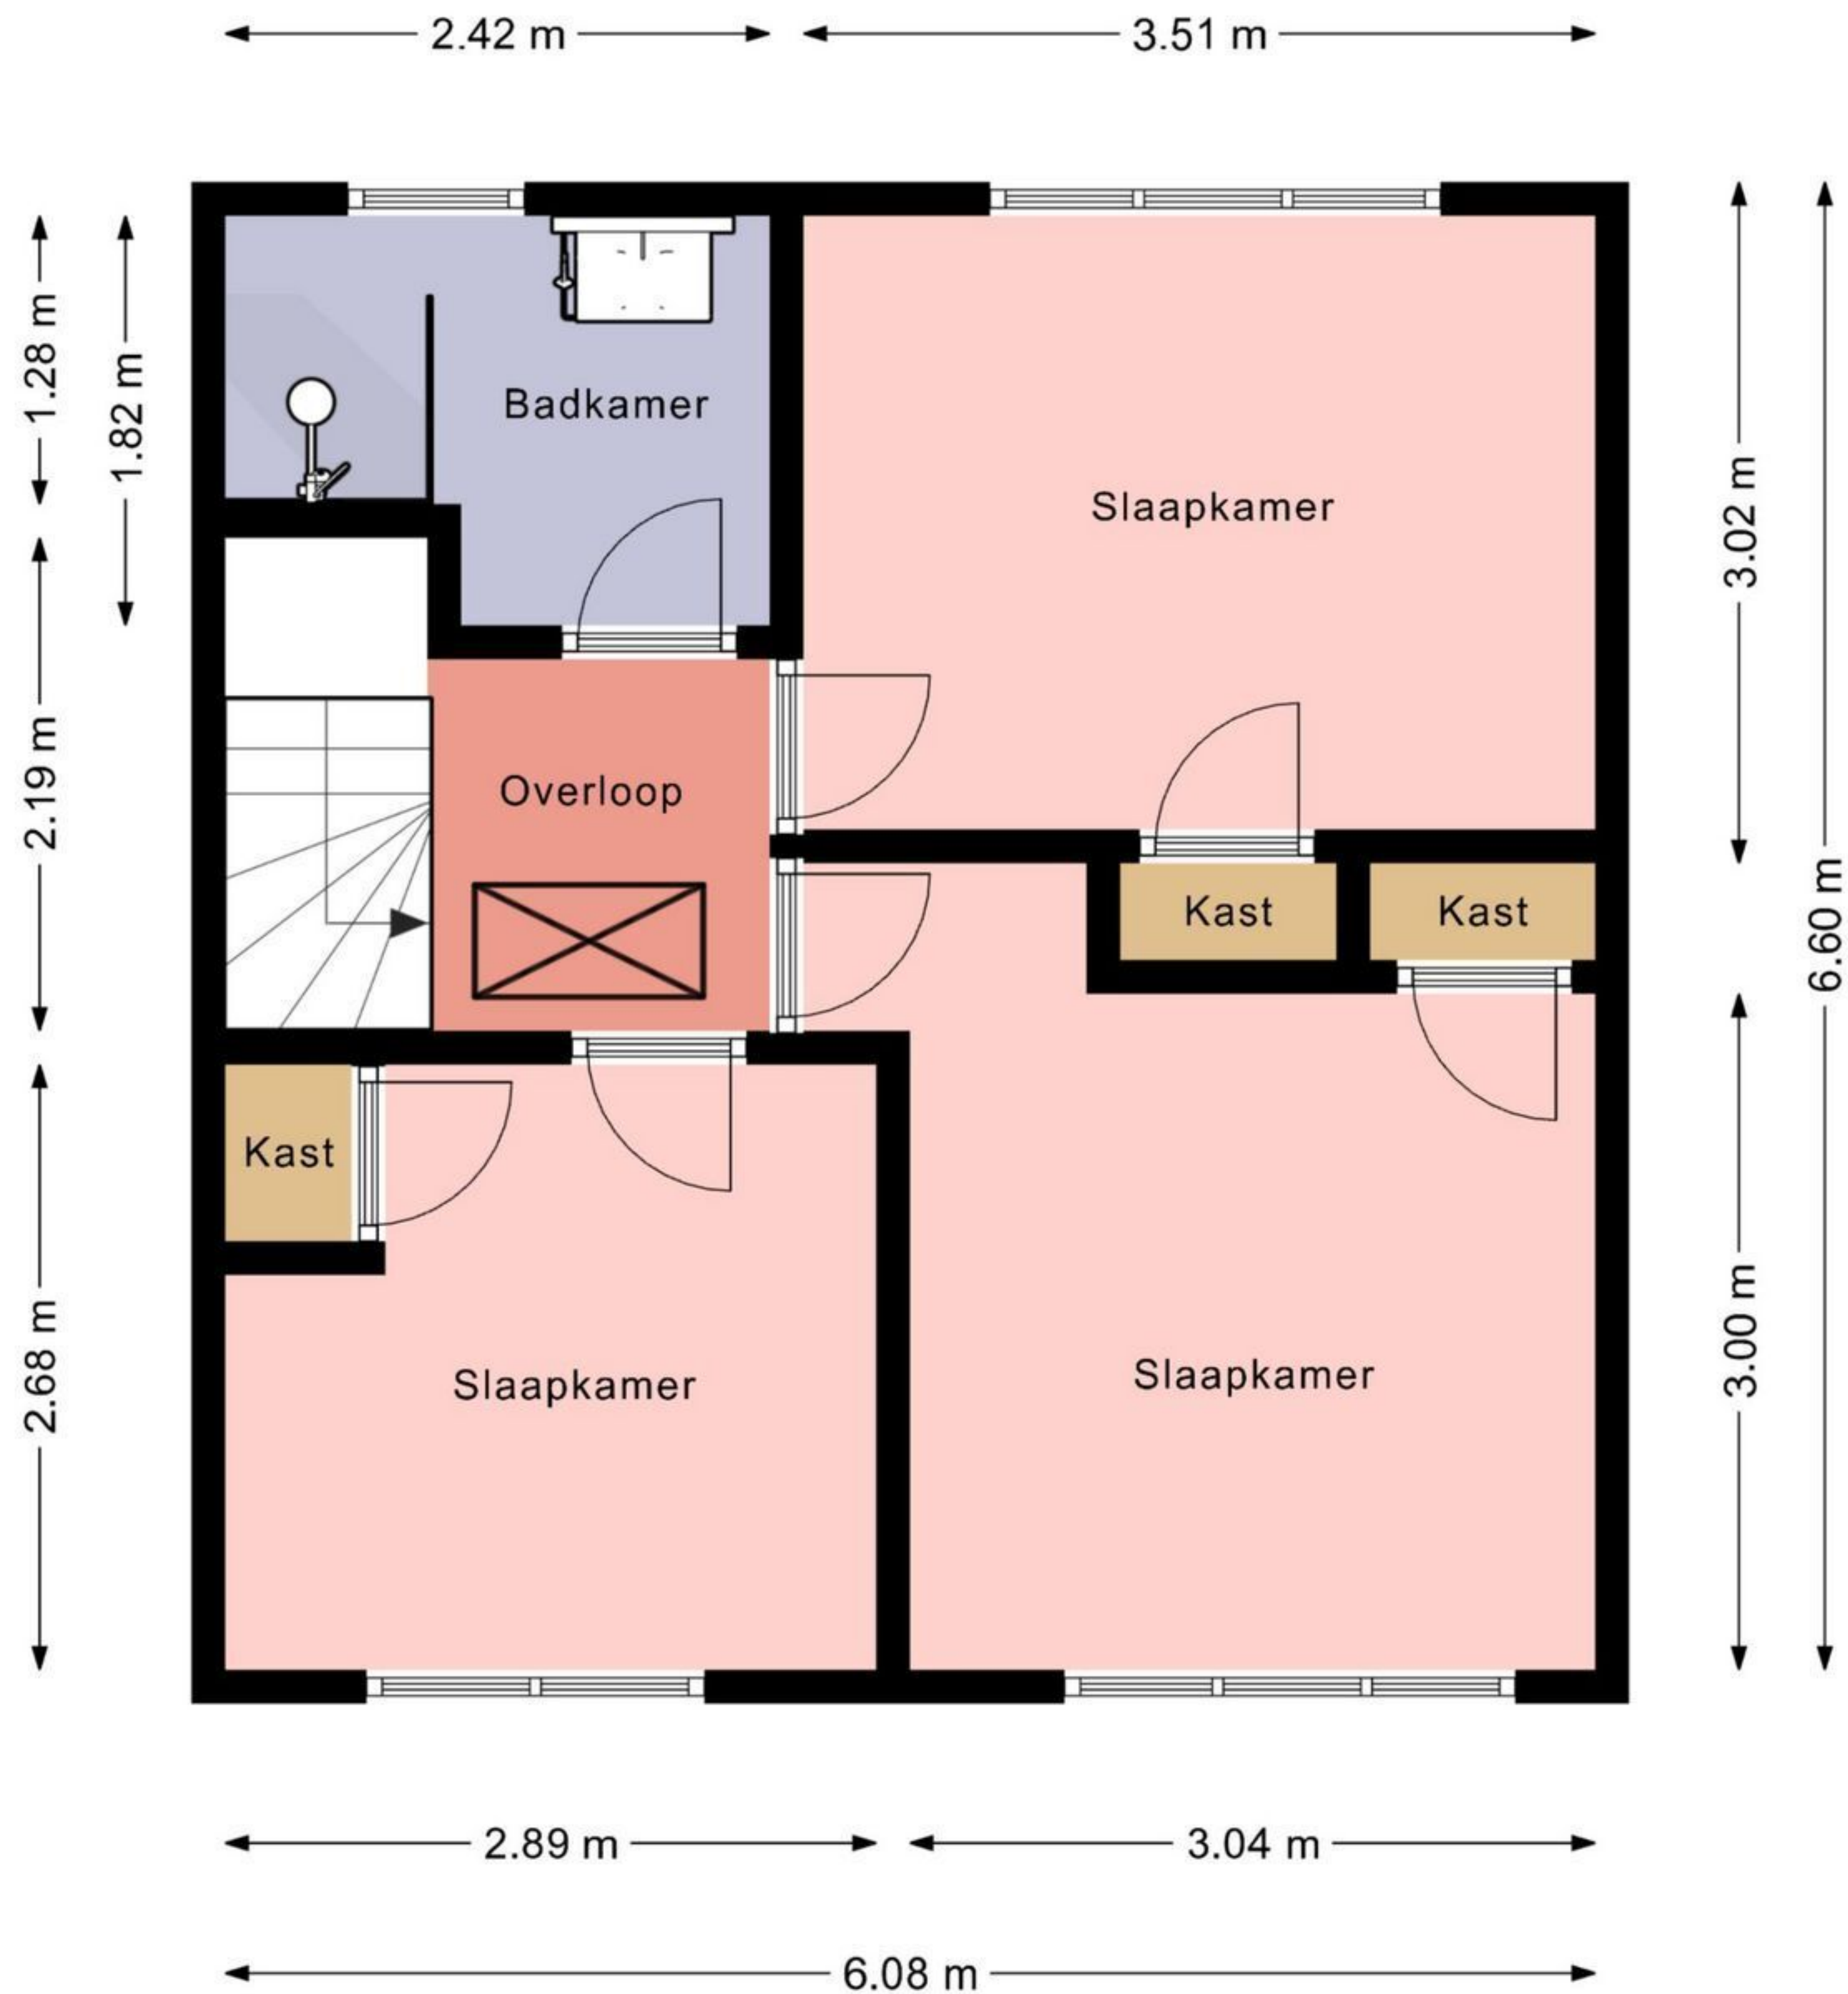 2.42 m
3.51 m
1.28 m
1.82 m
Badkamer
Slaapkamer
3.02 m
2.19 m
Overloop
Kast
Kast
6.60 m
Kast
2.68 m
Slaapkamer
Slaapkamer
3.00 m
2.89 m
3.04 m
6.08 m